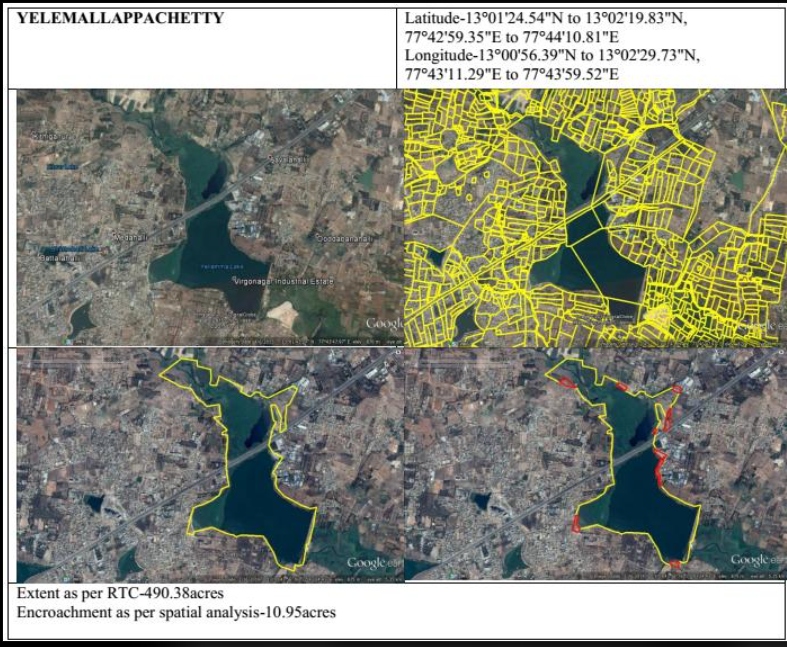 YELEMALLAPPACHETTY
Latitude-13°01'24.54"N to 13°02'19.83"N,
77°42'59.35"E to 77°44'10.81"E
Longitude-13°00'56.39"N to 13°02'29.73"N,
77°43'11.29"E to 77°43'59.52"E
Medahalli
Virgonagar Industrial Estate
Google
Google e
Google ea
Google ea
Extent as per RTC-490.38acres
Encroachment as per spatial analysis-10.95acres